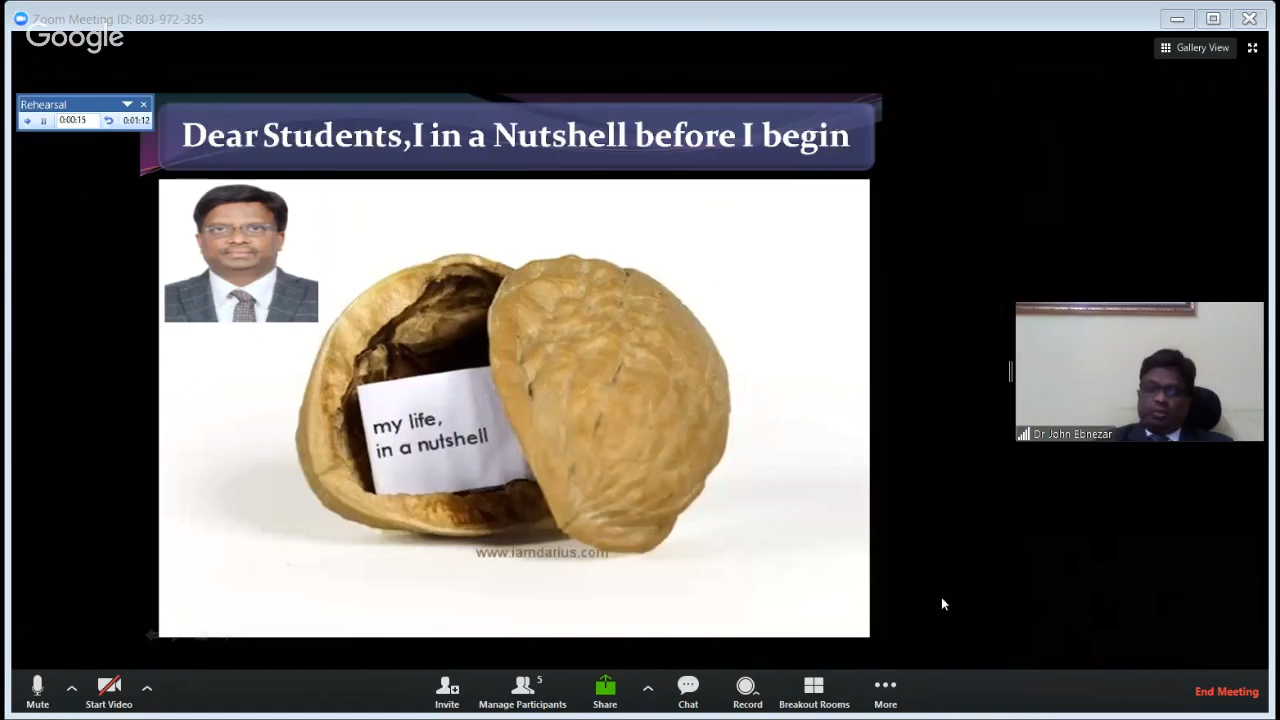 Zoom Meeting ID: 803-972-355
Google
Gallery View
Rehearsal
0:00:15
0:01:12
Dear Students,I in a Nutshell before I begin
my life,
in a nutshell
www.iamdarius.com
Dr John Ebnezar
Mute
Start Video
Invite
5
Manage Participants
Share
Chat
Record
Breakout Rooms
More
End Meeting